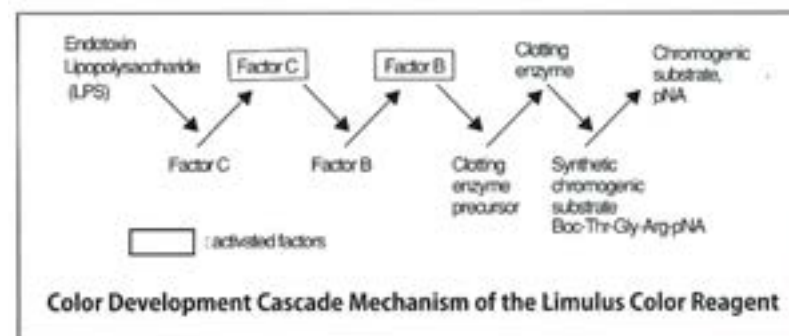 Endotoxin
Lipopolysaccharide
(LPS)
Factor C
Factor B
Clotting
enzyme
Chromogenic
substrate,
pNA
Factor C
Factor B
Clotting
enzyme
precursor
Synthetic
chromogenic
substrate
Boc-Thr-Gly-Arg-pNA
: activated factors
Color Development Cascade Mechanism of the Limulus Color Reagent